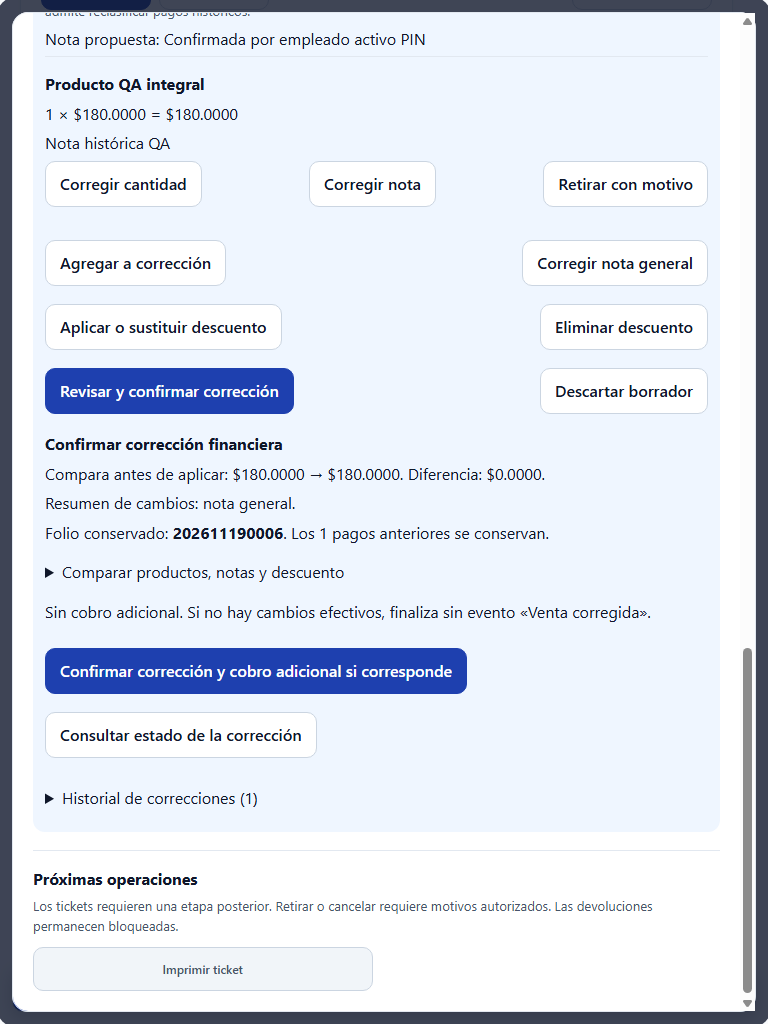 admite reclasificar pagos históricos.
Nota propuesta: Confirmada por empleado activo PIN
Producto QA integral
1 × $180.0000 = $180.0000
Nota histórica QA
Corregir cantidad
Corregir nota
Retirar con motivo
Agregar a corrección
Corregir nota general
Aplicar o sustituir descuento
Eliminar descuento
Revisar y confirmar corrección
Descartar borrador
Confirmar corrección financiera
Compara antes de aplicar: $180.0000 → $180.0000. Diferencia: $0.0000.
Resumen de cambios: nota general.
Folio conservado: 202611190006. Los 1 pagos anteriores se conservan.
Comparar productos, notas y descuento
Sin cobro adicional. Si no hay cambios efectivos, finaliza sin evento «Venta corregida».
Confirmar corrección y cobro adicional si corresponde
Consultar estado de la corrección
Historial de correcciones (1)
Próximas operaciones
Los tickets requieren una etapa posterior. Retirar o cancelar requiere motivos autorizados. Las devoluciones
permanecen bloqueadas.
Imprimir ticket